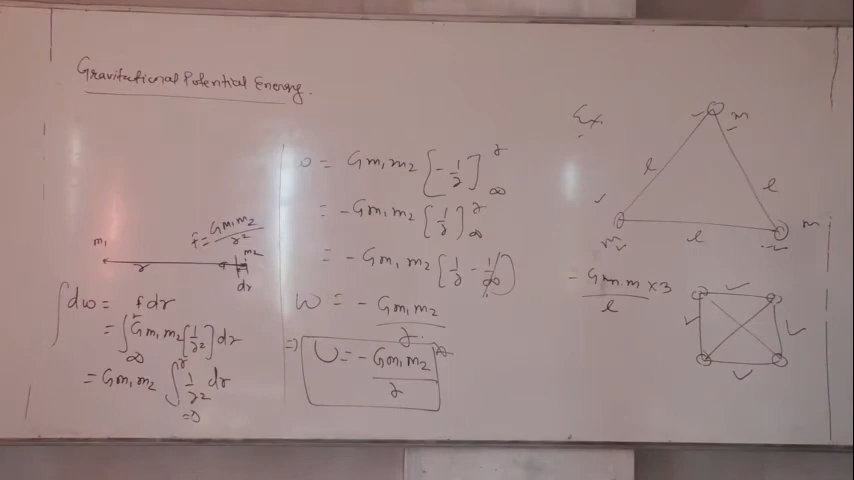 Gravitational Potential Energy.
m₁
f = Gm₁m₂/r²
m₂
r
dr
∫dw = f dr
= ∫_∞^r Gm₁m₂ [1/r²] dr
= Gm₁m₂ ∫_∞^r 1/r² dr
w = Gm₁m₂ [-1/r]_∞^r
= -Gm₁m₂ [1/r]_∞^r
= -Gm₁m₂ [1/r - 1/∞]
W = - Gm₁m₂/r.
⇒ U = - Gm₁m₂/r
Ex.
m
l
l
m
l
m
- Gm.m/l ×3